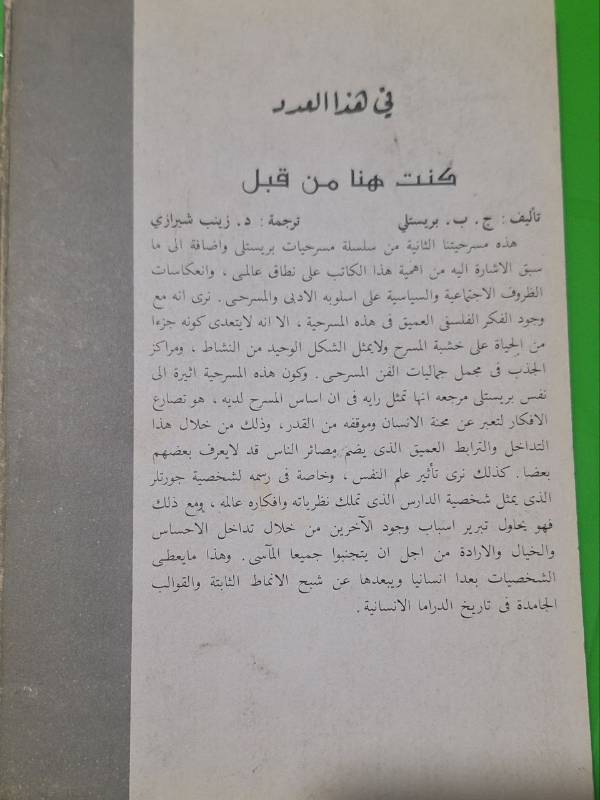 في هذا العدد
كنت هنا من قبل
تأليف : ج . ب . بريستلي ترجمة : د . زينب شيرازي
هذه مسرحيتنا الثانية من سلسلة مسرحيات بريستلى واضافة الى ما
سبق الاشارة اليه من اهمية هذا الكاتب على نطاق عالمى ، وانعكاسات
الظروف الاجتماعية والسياسية على اسلوبه الادبى والمسرحى . نرى انه مع
وجود الفكر الفلسفى العميق فى هذه المسرحية ، الا انه لايتعدى كونه جزءا
من الحياة على خشبة المسرح ولايمثل الشكل الوحيد من النشاط ، ومراكز
الجذب فى مجمل جماليات الفن المسرحى . وكون هذه المسرحية اثيرة الى
نفس بريستلى مرجعه انها تمثل رايه فى ان اساس المسرح لديه ، هو تصارع
الافكار لتعبر عن محنة الانسان وموقفه من القدر ، وذلك من خلال هذا
التداخل والترابط العميق الذى يضم مصائر الناس قد لايعرف بعضهم
بعضا . كذلك نرى تأثير علم النفس ، وخاصة فى رسمه لشخصية جورتلر
الذى يمثل شخصية الدارس الذى تملك نظرياته وافكاره عالمه ، ومع ذلك
فهو يحاول تبرير اسباب وجود الآخرين من خلال تداخل الاحساس
والخيال والارادة من اجل ان يتجنبوا جميعا المآسى . وهذا مايعطى
الشخصيات بعدا انسانيا ويبعدها عن شبح الانماط الثابتة والقوالب
الجامدة فى تاريخ الدراما الانسانية .